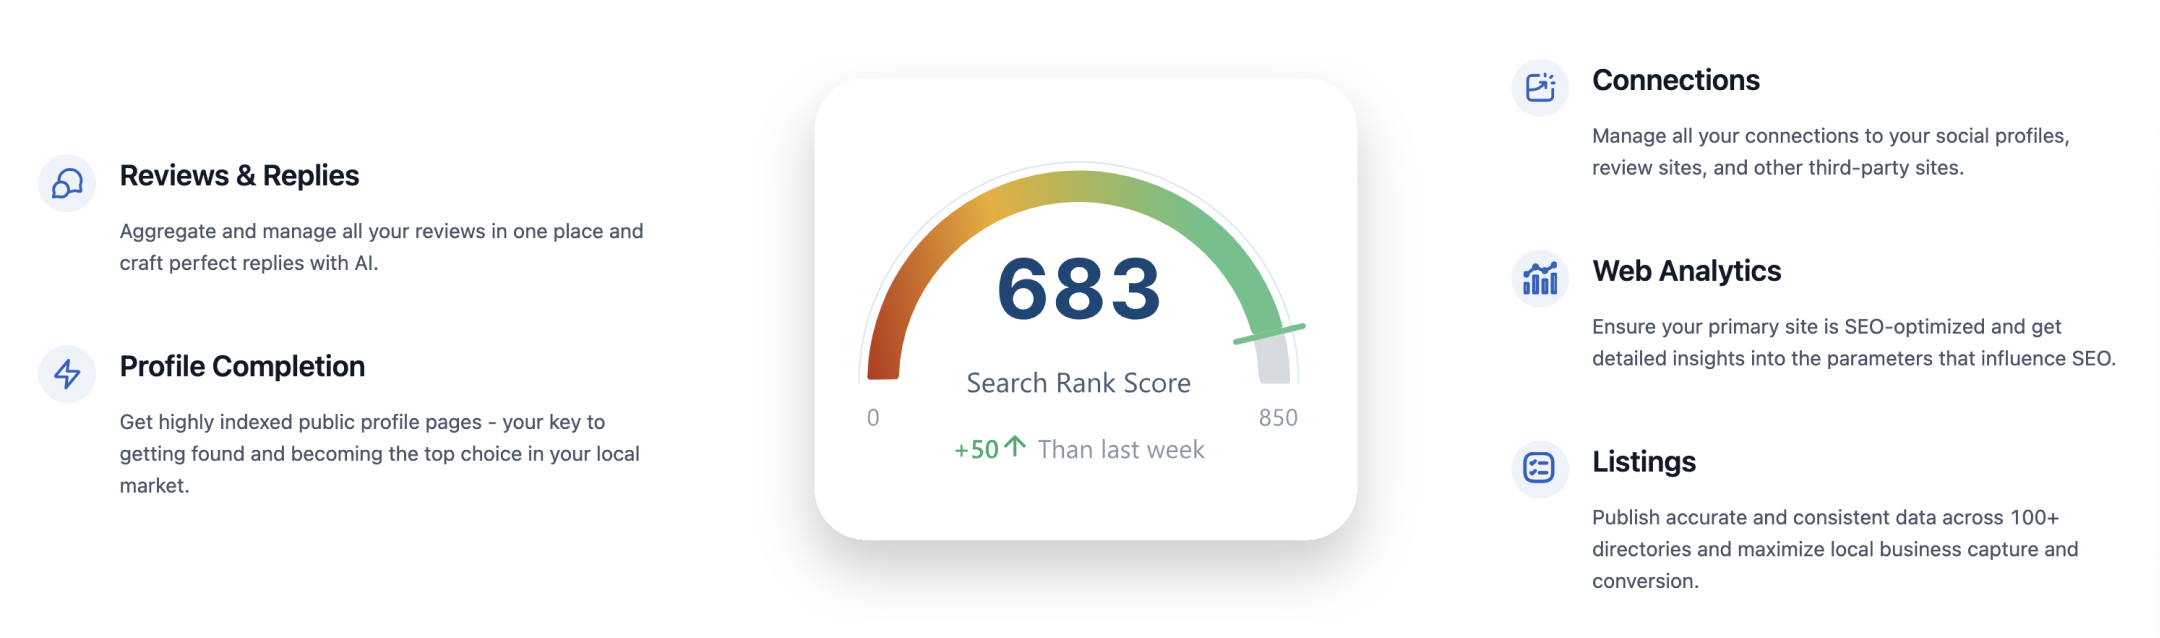 Reviews & Replies
Aggregate and manage all your reviews in one place and
craft perfect replies with AI.
Profile Completion
Get highly indexed public profile pages - your key to
getting found and becoming the top choice in your local
market.
683
Search Rank Score
0
850
+50↑ Than last week
Connections
Manage all your connections to your social profiles,
review sites, and other third-party sites.
Web Analytics
Ensure your primary site is SEO-optimized and get
detailed insights into the parameters that influence SEO.
Listings
Publish accurate and consistent data across 100+
directories and maximize local business capture and
conversion.